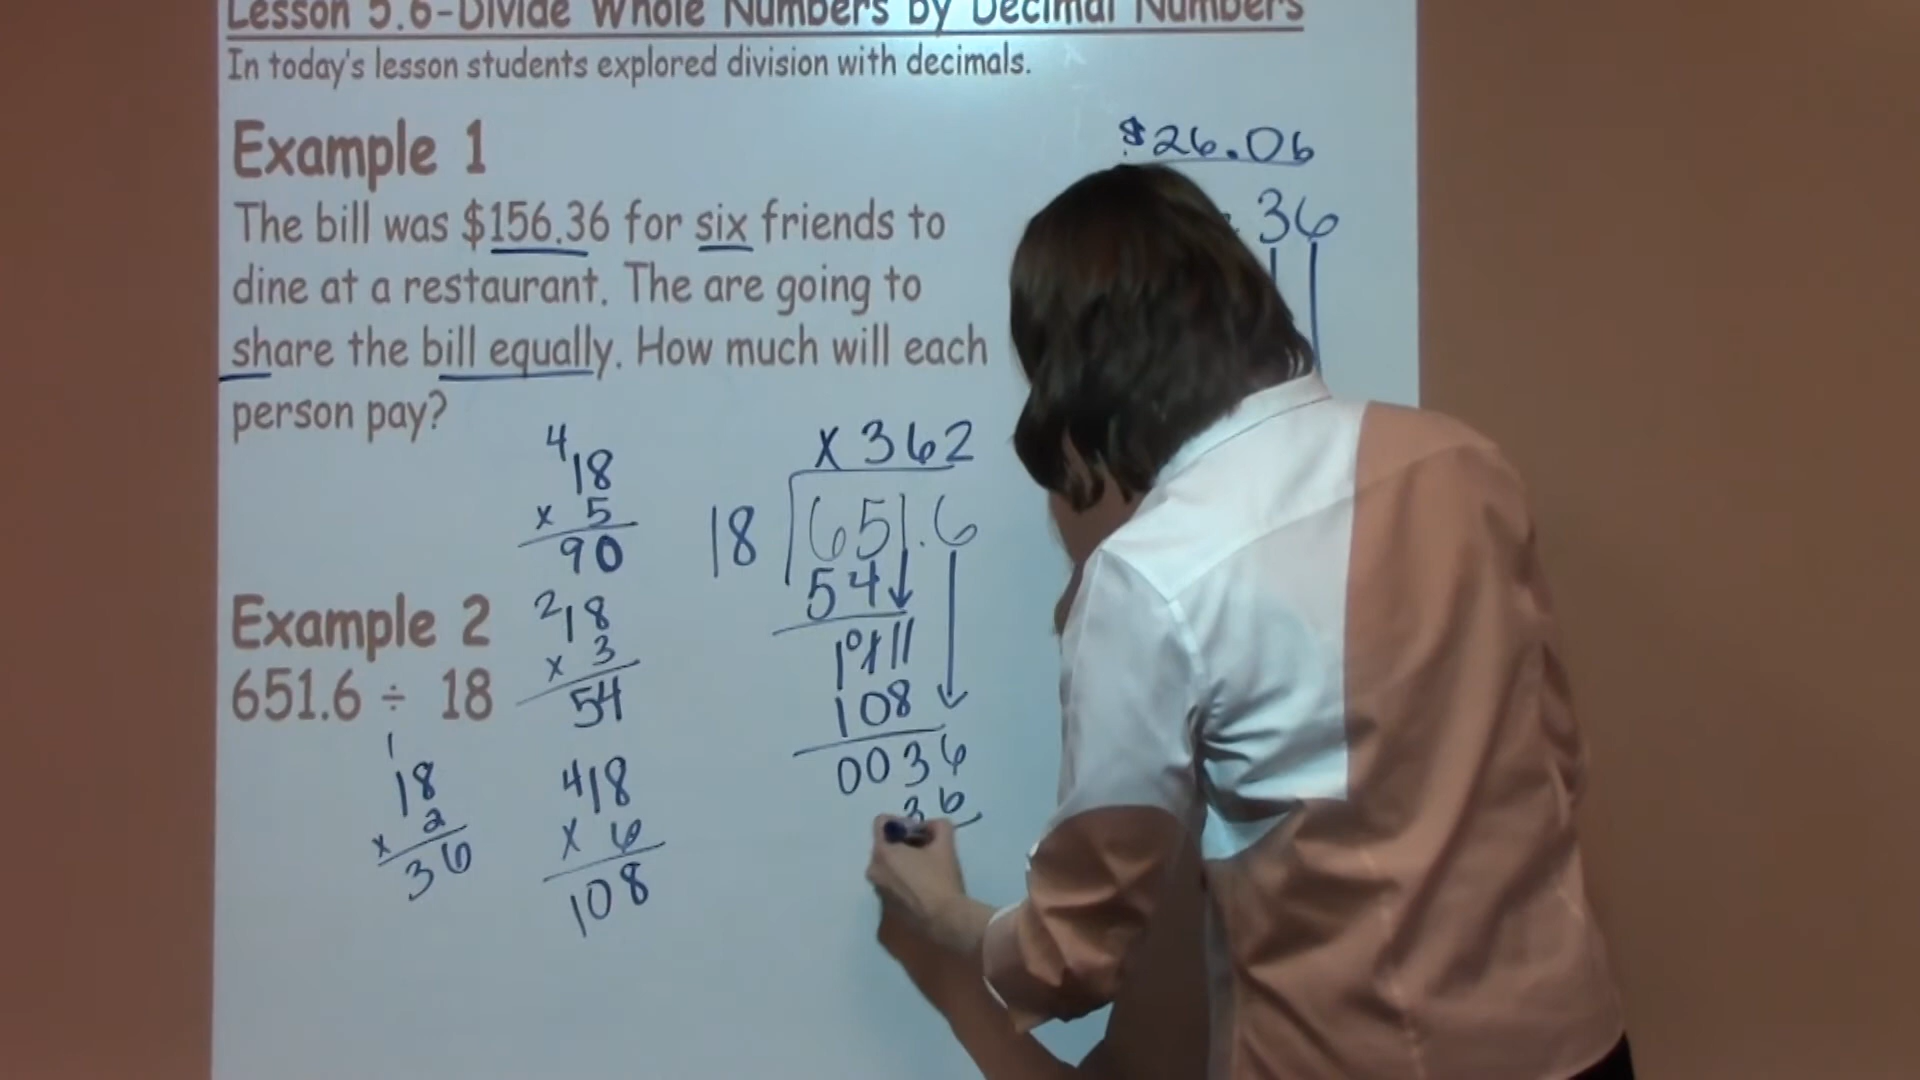 Lesson 5.6-Divide Whole Numbers by Decimal Numbers
In today's lesson students explored division with decimals.
Example 1
The bill was $156.36 for six friends to
dine at a restaurant. The are going to
share the bill equally. How much will each
person pay?
$26.06
36
4
18
x 5
90
2
18
x 3
54
Example 2
651.6 ÷ 18
1
18
x 2
36
4
18
x 6
108
x 362
18 651.6
54
1011
108
0036
36